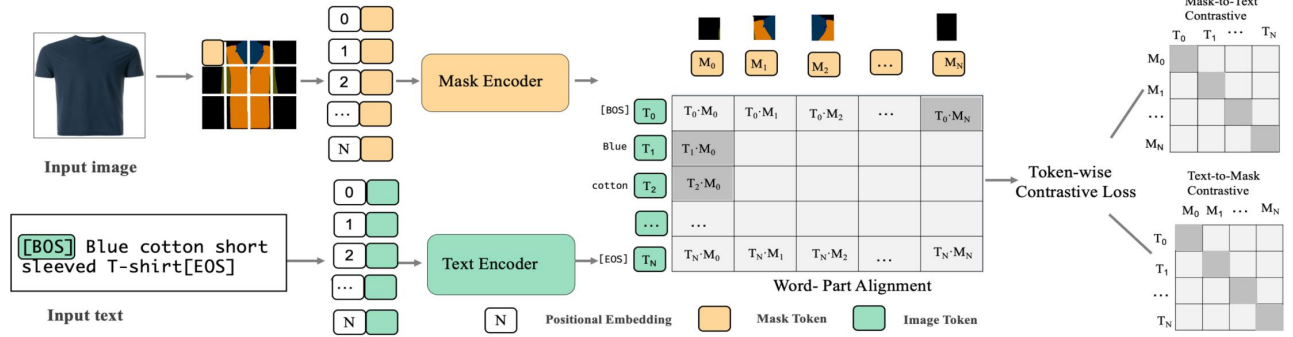 Input image
0
1
2
...
N
Mask Encoder
[BOS] Blue cotton short
sleeved T-shirt[EOS]
Input text
0
1
2
...
N
Text Encoder
M0 M1 M2 ... MN
[BOS] T0 T0·M0 T0·M1 T0·M2 ... T0·MN
Blue T1 T1·M0
cotton T2 T2·M0
... ...
[EOS] TN TN·M0 TN·M1 TN·M2 ... TN·MN
Word- Part Alignment
N Positional Embedding Mask Token Image Token
Token-wise
Contrastive Loss
Mask-to-Text
Contrastive
T0 T1 ... TN
M0
M1
...
MN
Text-to-Mask
Contrastive
M0 M1 ... MN
T0
T1
...
TN